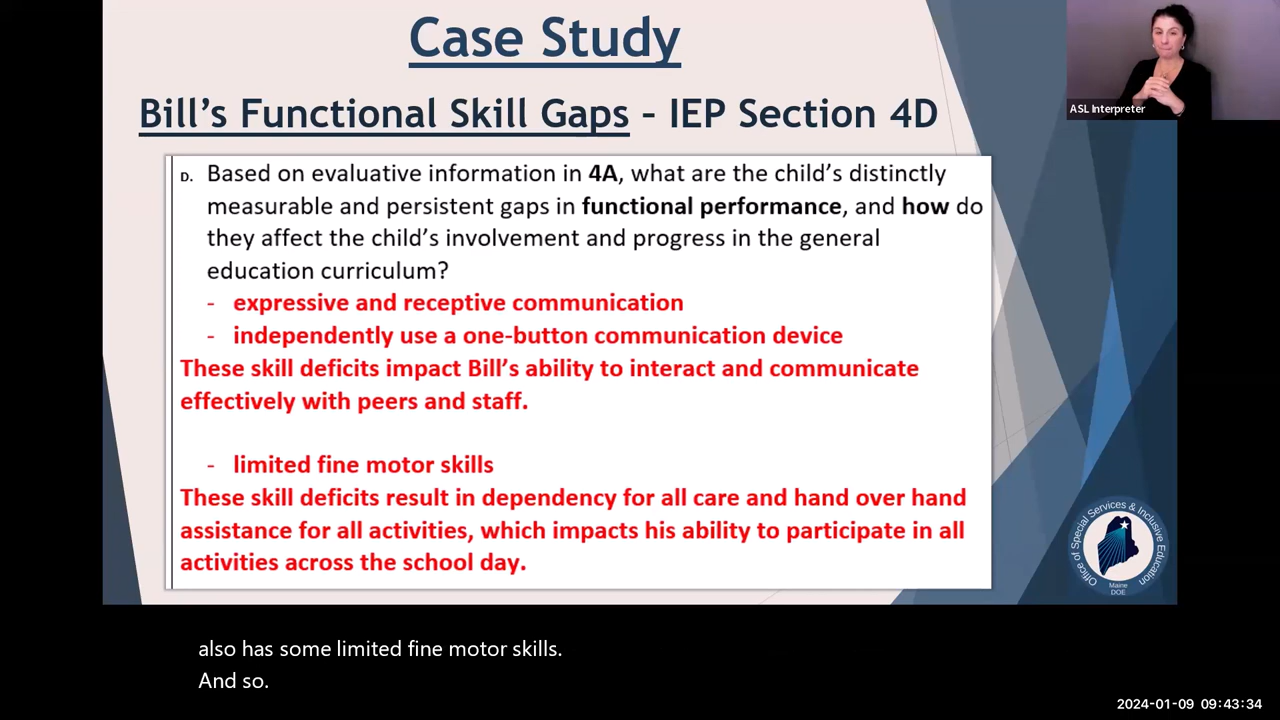 Case Study
ASL Interpreter
Bill’s Functional Skill Gaps – IEP Section 4D
D. Based on evaluative information in 4A, what are the child’s distinctly
measurable and persistent gaps in functional performance, and how do
they affect the child’s involvement and progress in the general
education curriculum?
- expressive and receptive communication
- independently use a one-button communication device
These skill deficits impact Bill’s ability to interact and communicate
effectively with peers and staff.
- limited fine motor skills
These skill deficits result in dependency for all care and hand over hand
assistance for all activities, which impacts his ability to participate in all
activities across the school day.
Office of Special Services & Inclusive Education
Maine
DOE
also has some limited fine motor skills.
And so.
2024-01-09 09:43:34